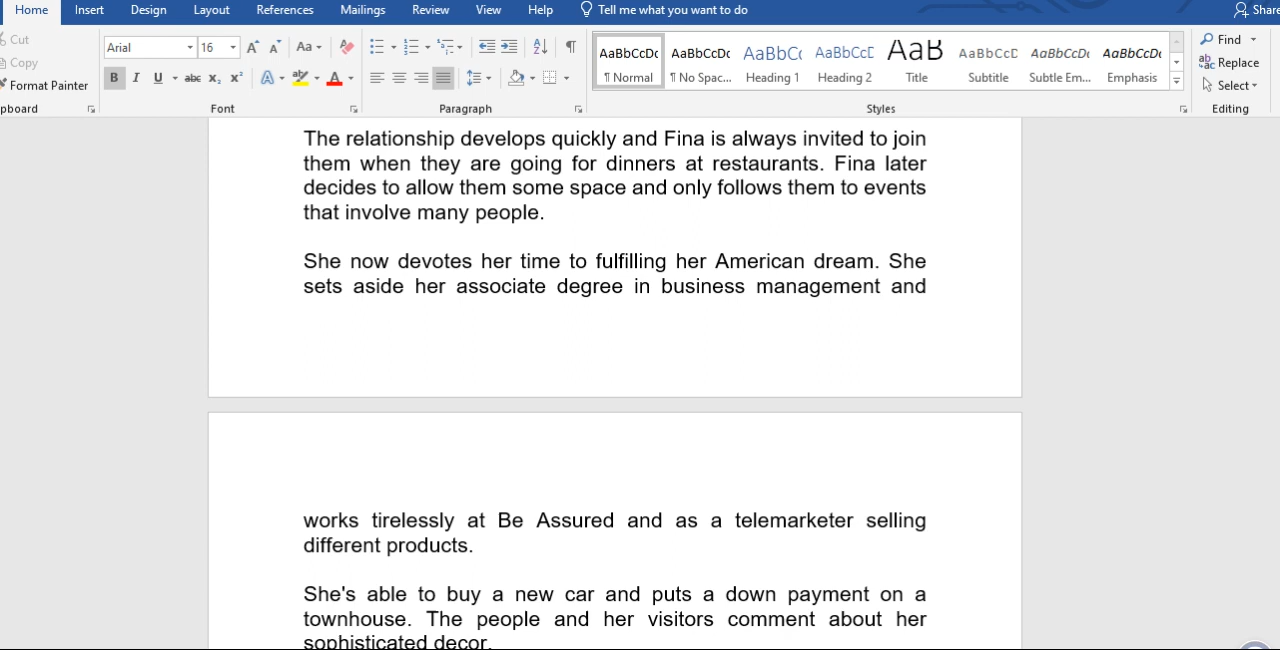 Home Insert Design Layout References Mailings Review View Help Tell me what you want to do Share
Cut
Copy
Format Painter
Arial 16 Aa
B I U abc X₂ X² A ab A
AaBbCcDc AaBbCcDc AaBbCc AaBbCcC AaB AaBbCcC AaBbCcDc AaBbCcDc
¶ Normal ¶ No Spac... Heading 1 Heading 2 Title Subtitle Subtle Em... Emphasis
Find
Replace
Select
pboard Font Paragraph Styles Editing
The relationship develops quickly and Fina is always invited to join
them when they are going for dinners at restaurants. Fina later
decides to allow them some space and only follows them to events
that involve many people.
She now devotes her time to fulfilling her American dream. She
sets aside her associate degree in business management and
works tirelessly at Be Assured and as a telemarketer selling
different products.
She's able to buy a new car and puts a down payment on a
townhouse. The people and her visitors comment about her
sophisticated decor.